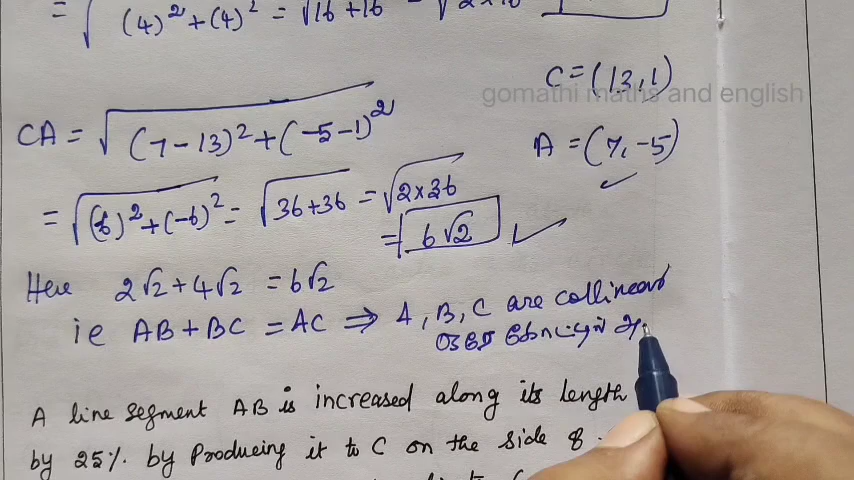 = √(4)² + (4)² = √16+16
C = (13, 1)
gomathi maths and english
CA = √(7-13)² + (-5-1)²
A = (7, -5)
= √(-6)² + (-6)² = √36+36 = √2×36
= 6√2
Here 2√2 + 4√2 = 6√2
ie AB + BC = AC ⇒ A, B, C are collinear
ஒரே கோட்டில் அ
A line segment AB is increased along its length
by 25% by Produceing it to C on the side of